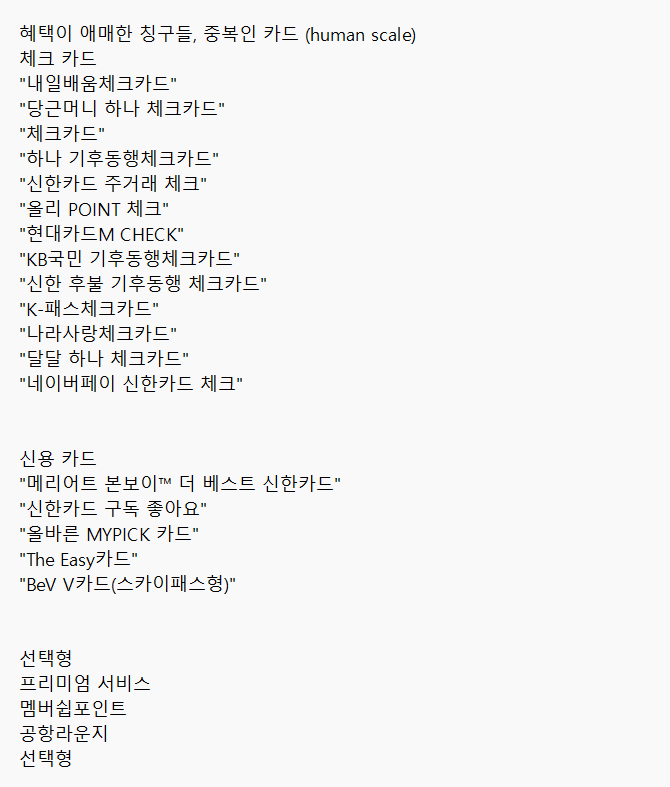 혜택이 애매한 칭구들, 중복인 카드 (human scale)
체크 카드
"내일배움체크카드"
"당근머니 하나 체크카드"
"체크카드"
"하나 기후동행체크카드"
"신한카드 주거래 체크"
"올리 POINT 체크"
"현대카드M CHECK"
"KB국민 기후동행체크카드"
"신한 후불 기후동행 체크카드"
"K-패스체크카드"
"나라사랑체크카드"
"달달 하나 체크카드"
"네이버페이 신한카드 체크"
신용 카드
"메리어트 본보이™ 더 베스트 신한카드"
"신한카드 구독 좋아요"
"올바른 MYPICK 카드"
"The Easy카드"
"BeV V카드(스카이패스형)"
선택형
프리미엄 서비스
멤버쉽포인트
공항라운지
선택형